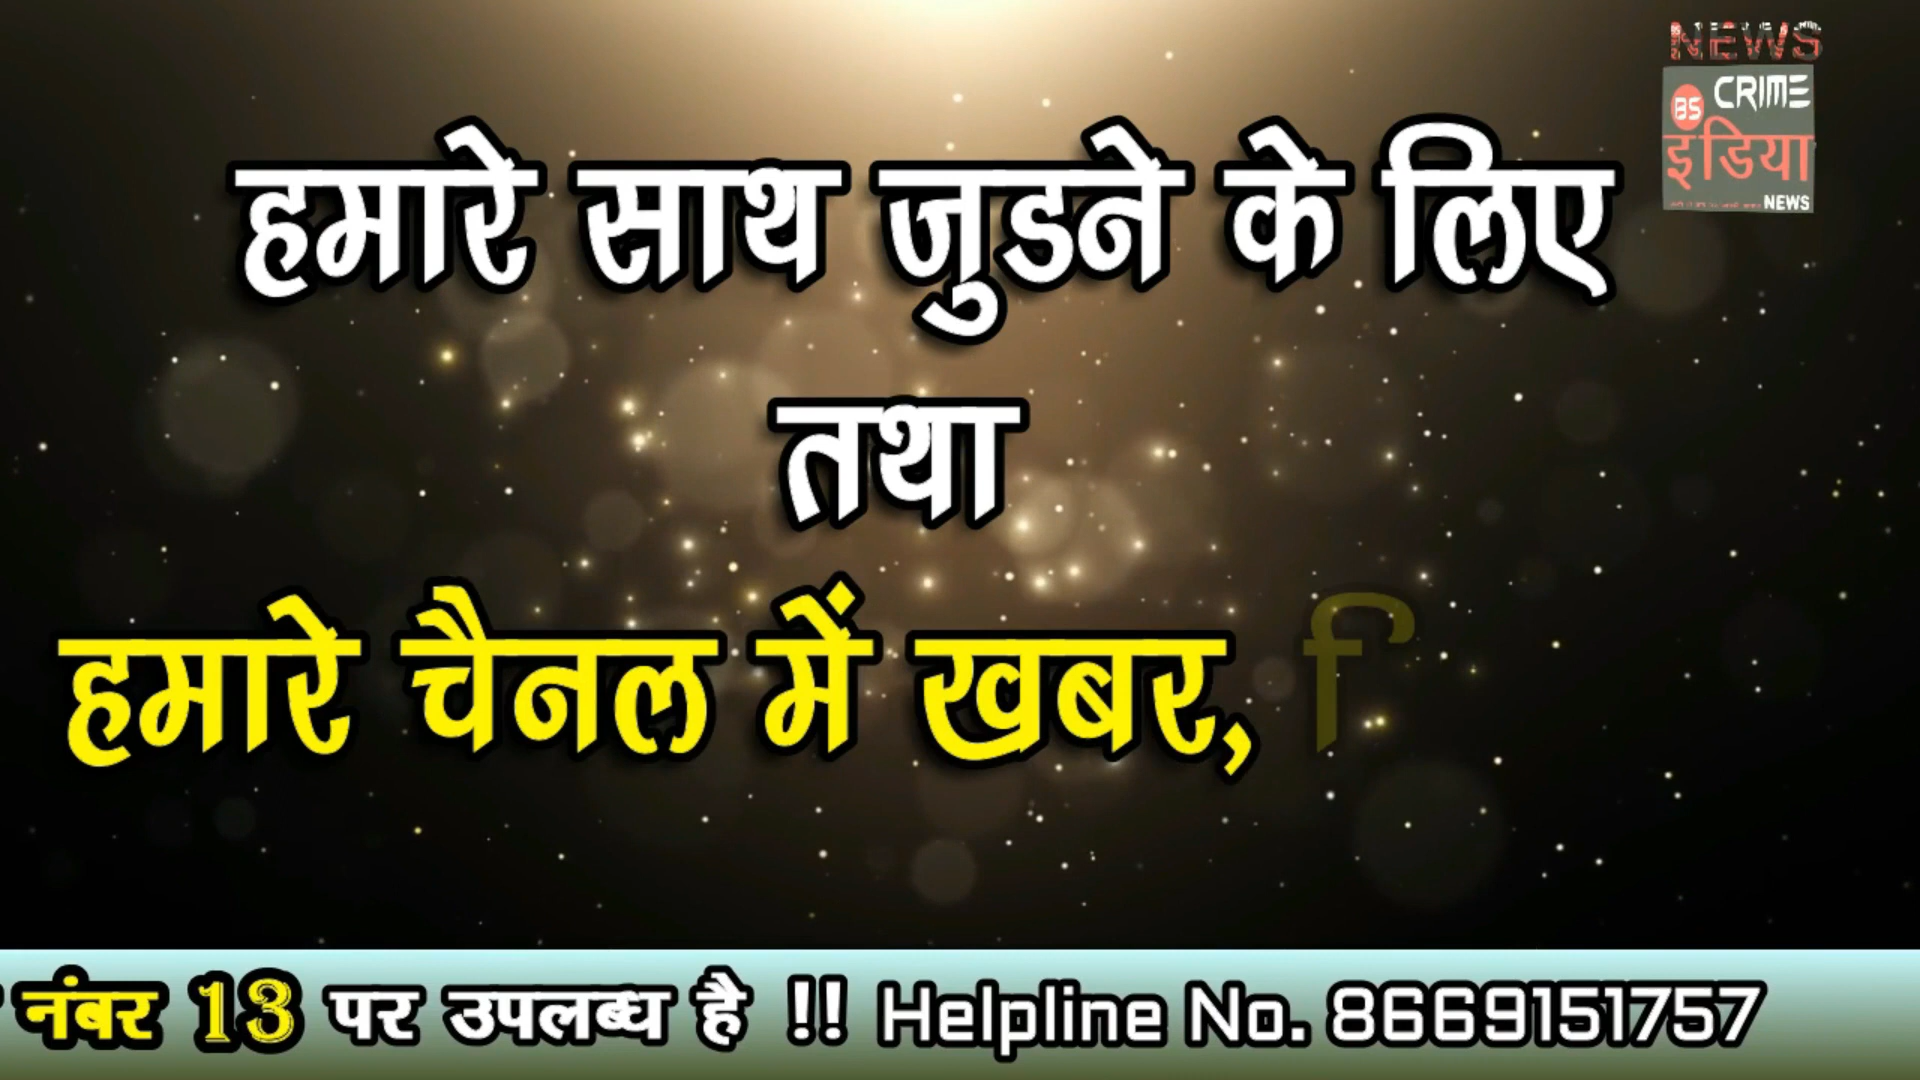 NEWS
BS CRIME
इंडिया
NEWS
हमारे साथ जुडने के लिए
तथा
हमारे चैनल में खबर, ि
नंबर 13 पर उपलब्ध है !! Helpline No. 8669151757